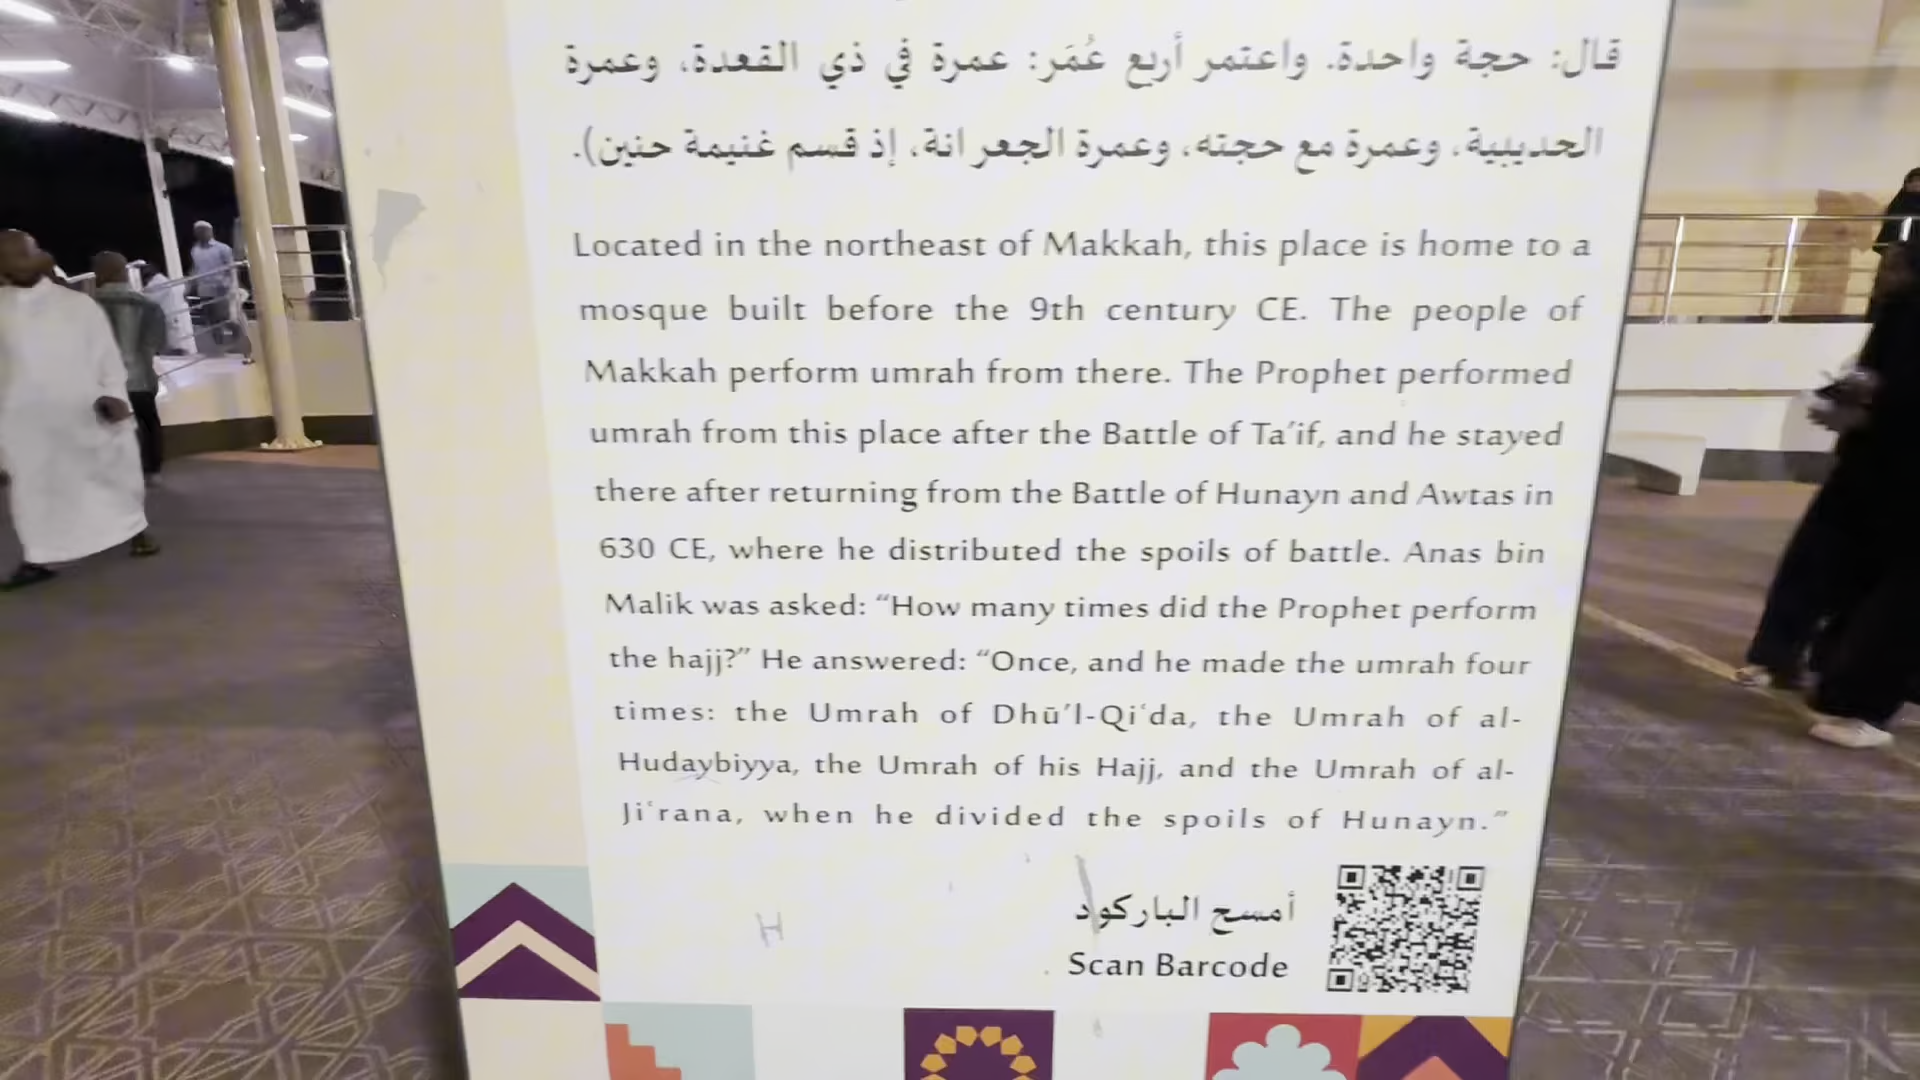 قال: حجة واحدة. واعتمر أربع عُمَر: عمرة في ذي القعدة، وعمرة
الحديبية، وعمرة مع حجته، وعمرة الجعرانة، إذ قسم غنيمة حنين).
Located in the northeast of Makkah, this place is home to a
mosque built before the 9th century CE. The people of
Makkah perform umrah from there. The Prophet performed
umrah from this place after the Battle of Ta'if, and he stayed
there after returning from the Battle of Hunayn and Awtas in
630 CE, where he distributed the spoils of battle. Anas bin
Malik was asked: “How many times did the Prophet perform
the hajj?” He answered: “Once, and he made the umrah four
times: the Umrah of Dhū’l-Qi‘da, the Umrah of al-
Hudaybiyya, the Umrah of his Hajj, and the Umrah of al-
Ji‘rana, when he divided the spoils of Hunayn.”
أمسح الباركود
Scan Barcode
H